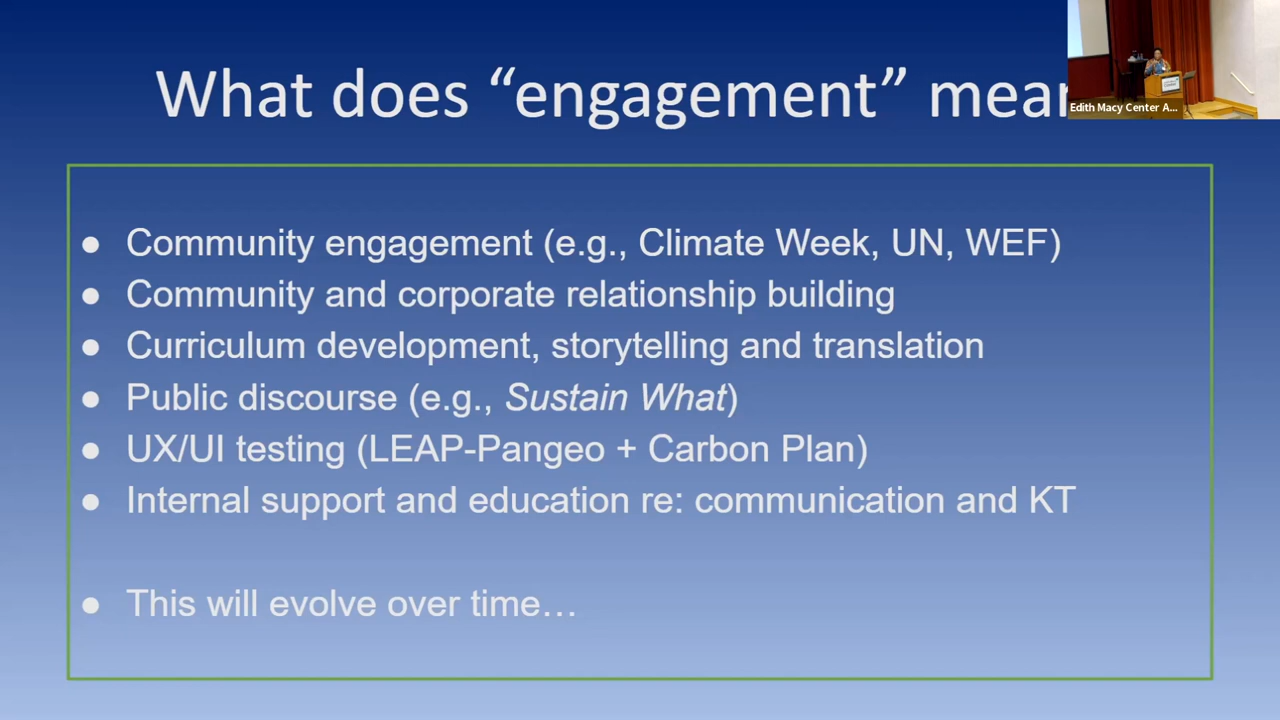 What does “engagement” mean
Edith Macy Center A...
● Community engagement (e.g., Climate Week, UN, WEF)
● Community and corporate relationship building
● Curriculum development, storytelling and translation
● Public discourse (e.g., Sustain What)
● UX/UI testing (LEAP-Pangeo + Carbon Plan)
● Internal support and education re: communication and KT
● This will evolve over time…